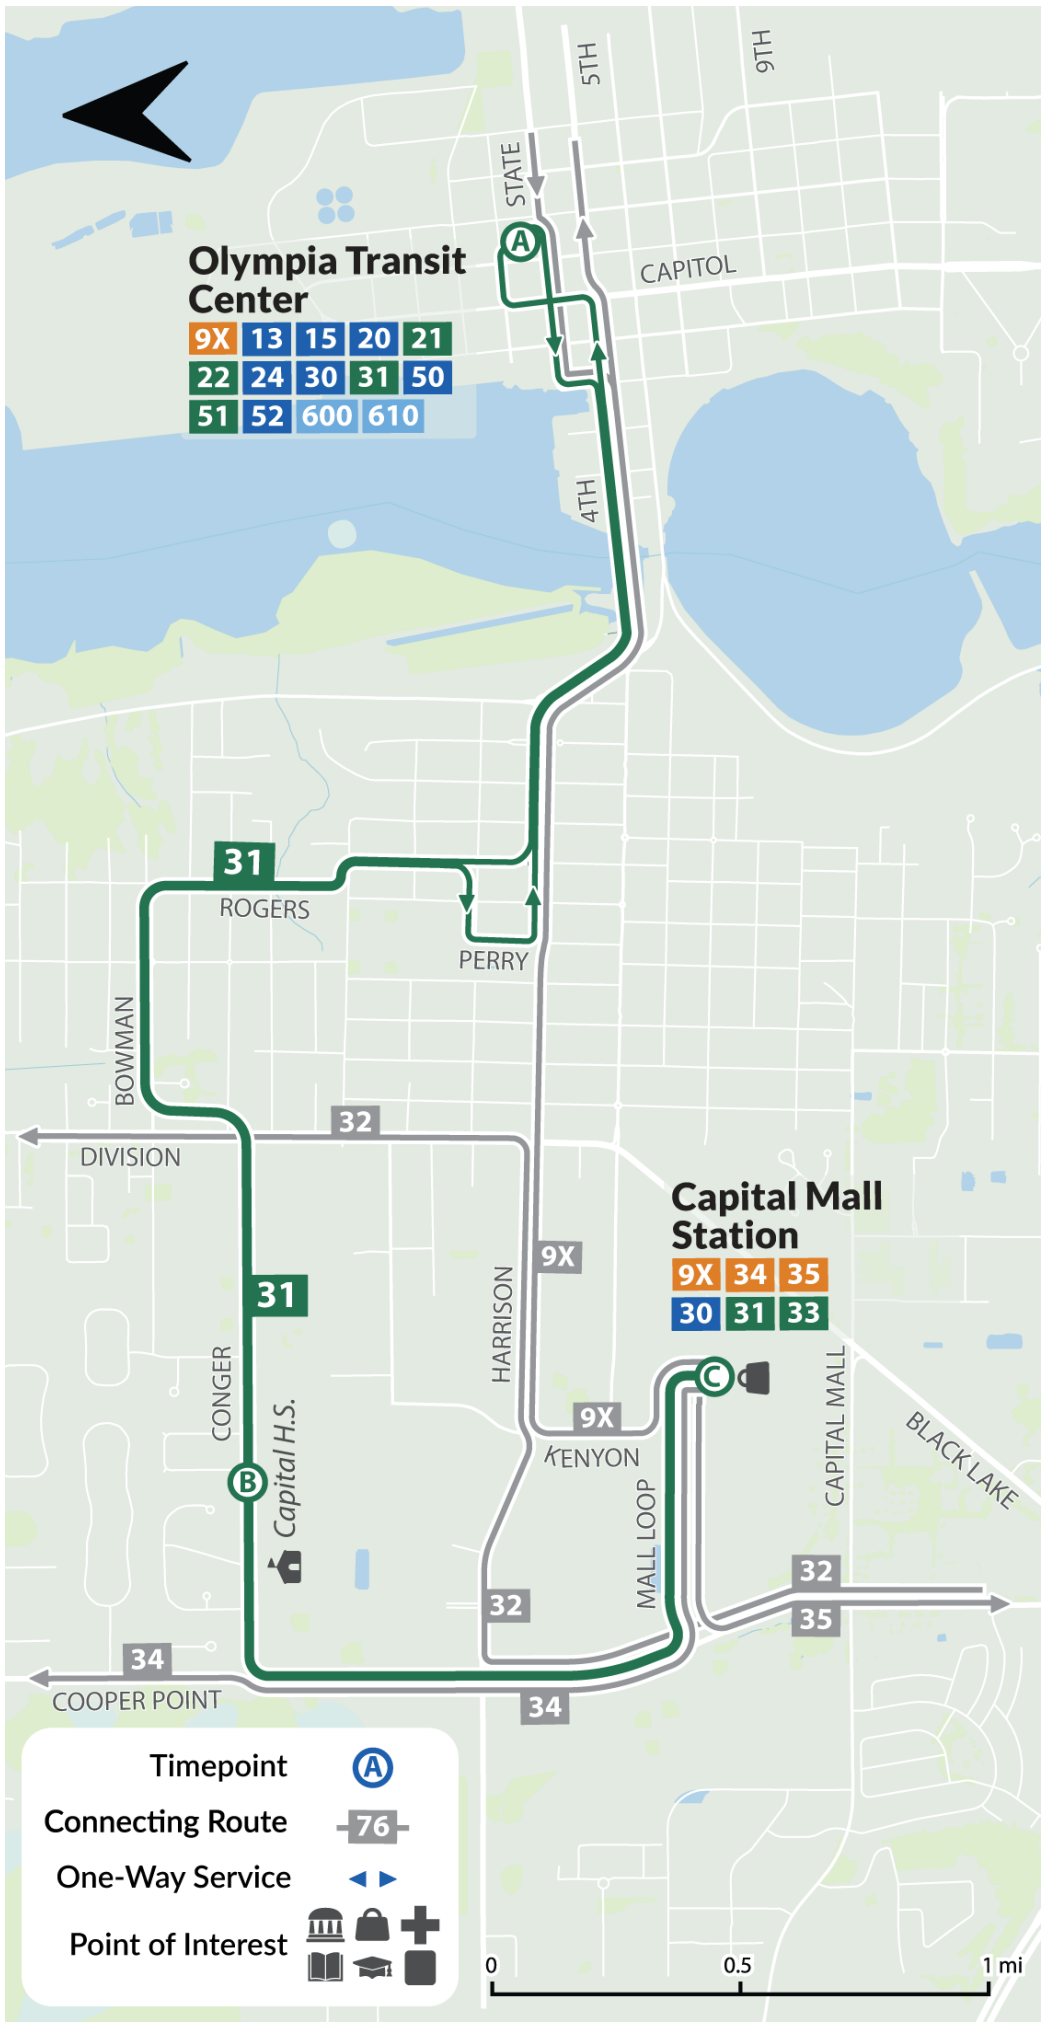 5TH
9TH
STATE
A
CAPITOL
Olympia Transit
Center
9X 13 15 20 21
22 24 30 31 50
51 52 600 610
4TH
31
ROGERS
PERRY
BOWMAN
32
DIVISION
Capital Mall
Station
9X 34 35
30 31 33
9X
31
HARRISON
CONGER
C
CAPITAL MALL
9X
KENYON
BLACK LAKE
B
Capital H.S.
MALL LOOP
32
32
35
34
COOPER POINT
34
Timepoint A
Connecting Route 76
One-Way Service
Point of Interest
0 0.5 1 mi